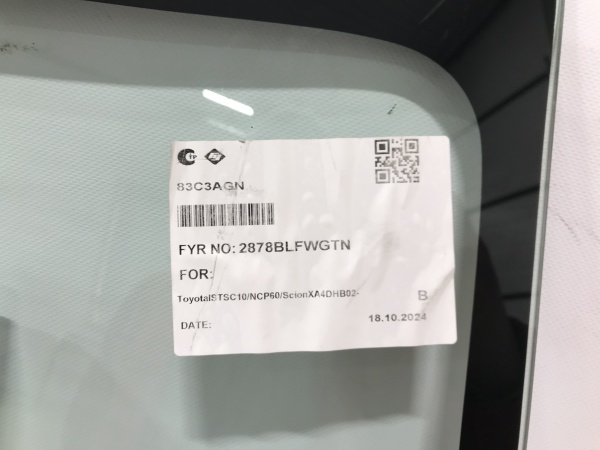 83C3AGN
FYR NO: 2878BLFWGTN
FOR:
ToyotaISTSC10/NCP60/ScionXA4DHB02-
B
DATE:
18.10.2024